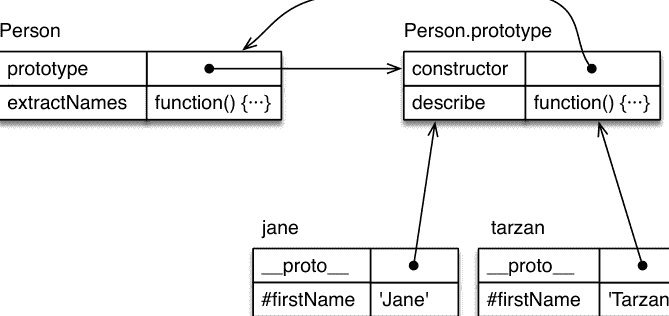 Person
prototype
extractNames function() {···}
Person.prototype
constructor
describe function() {···}
jane
__proto__
#firstName 'Jane'
tarzan
__proto__
#firstName 'Tarzan